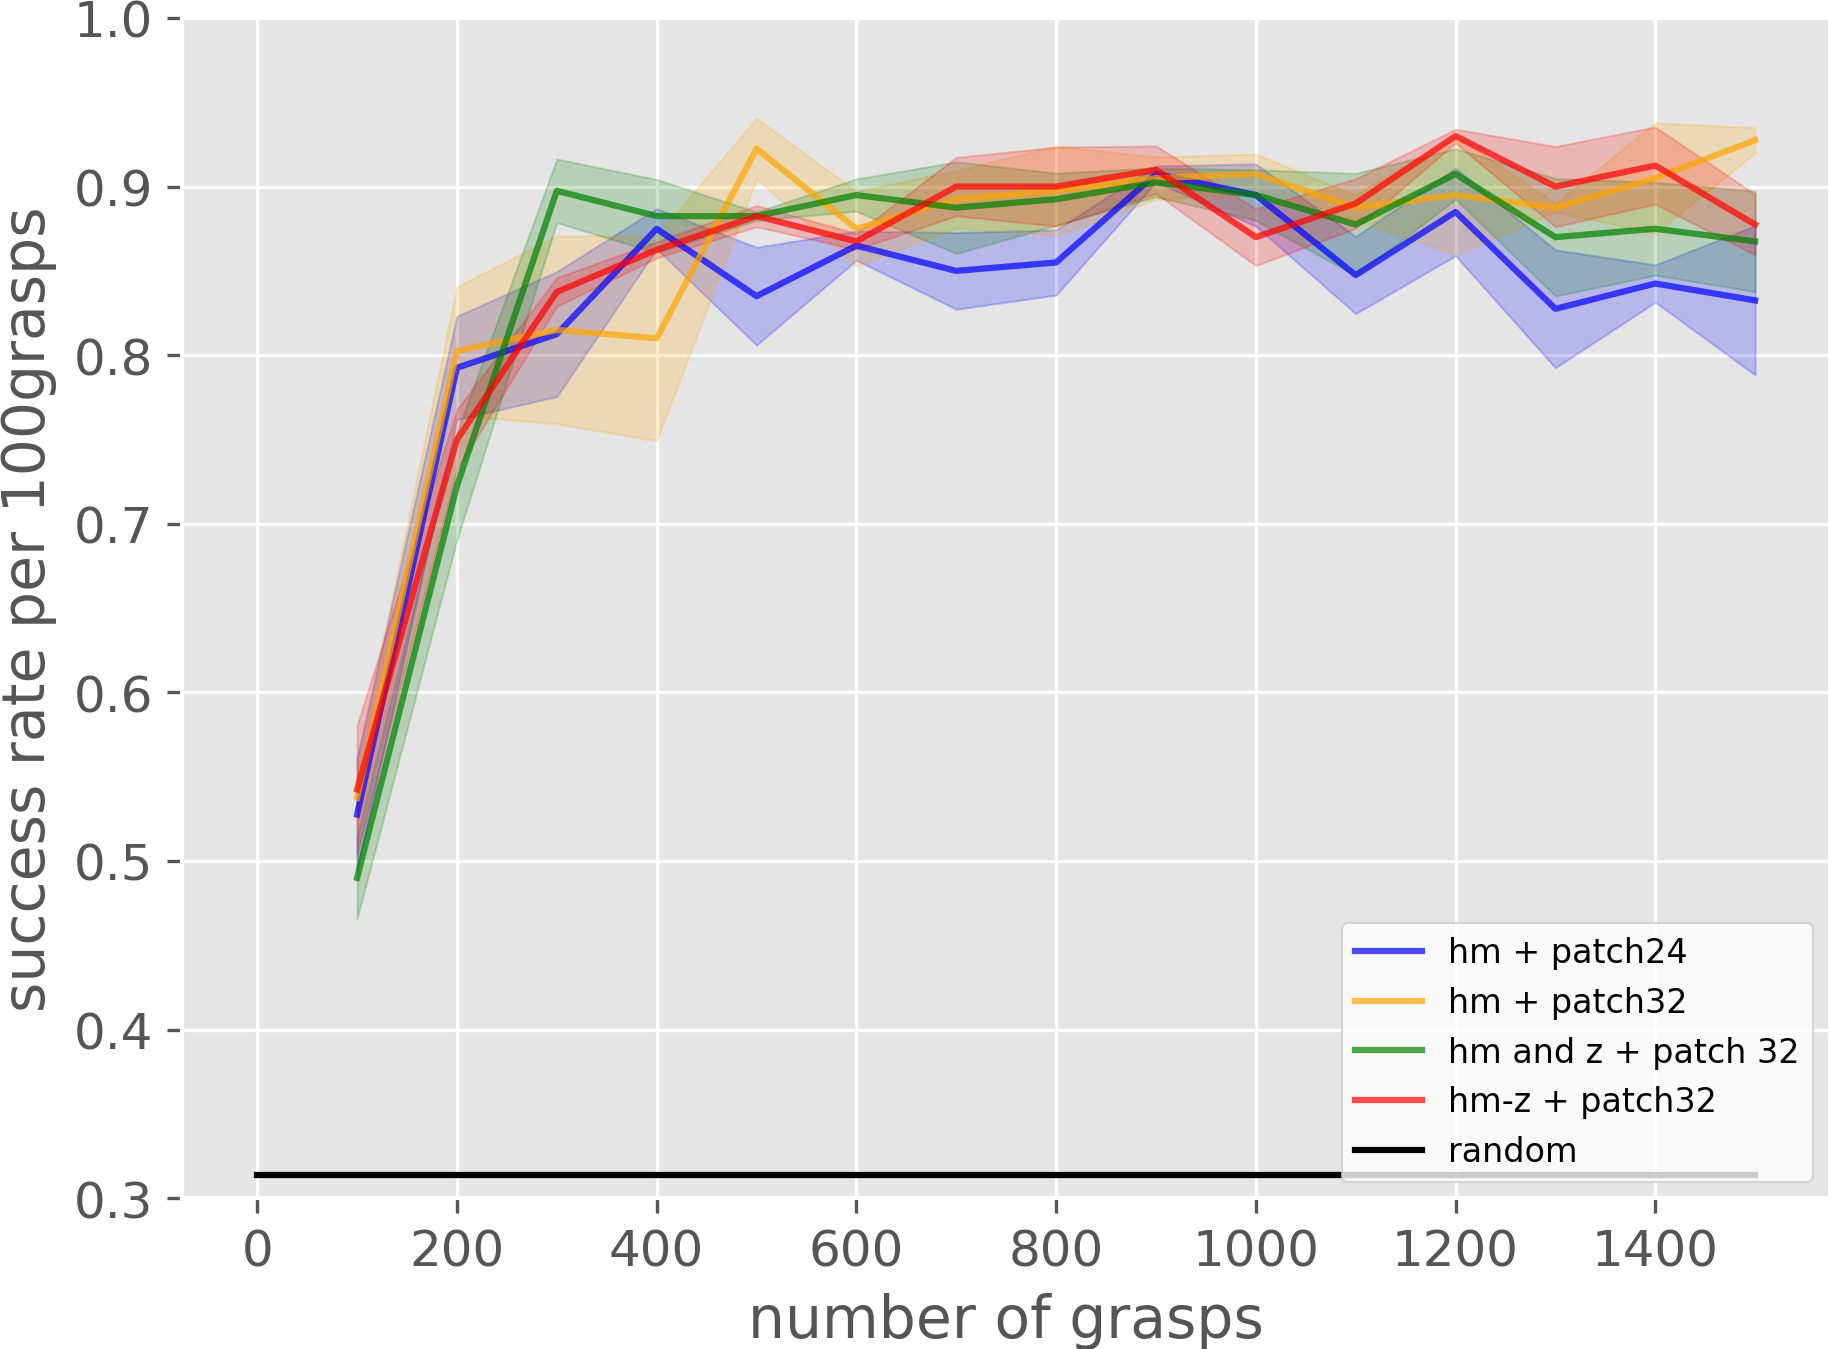 success rate per 100grasps
1.0
0.9
0.8
0.7
0.6
0.5
0.4
0.3
0 200 400 600 800 1000 1200 1400
number of grasps
hm + patch24
hm + patch32
hm and z + patch 32
hm-z + patch32
random